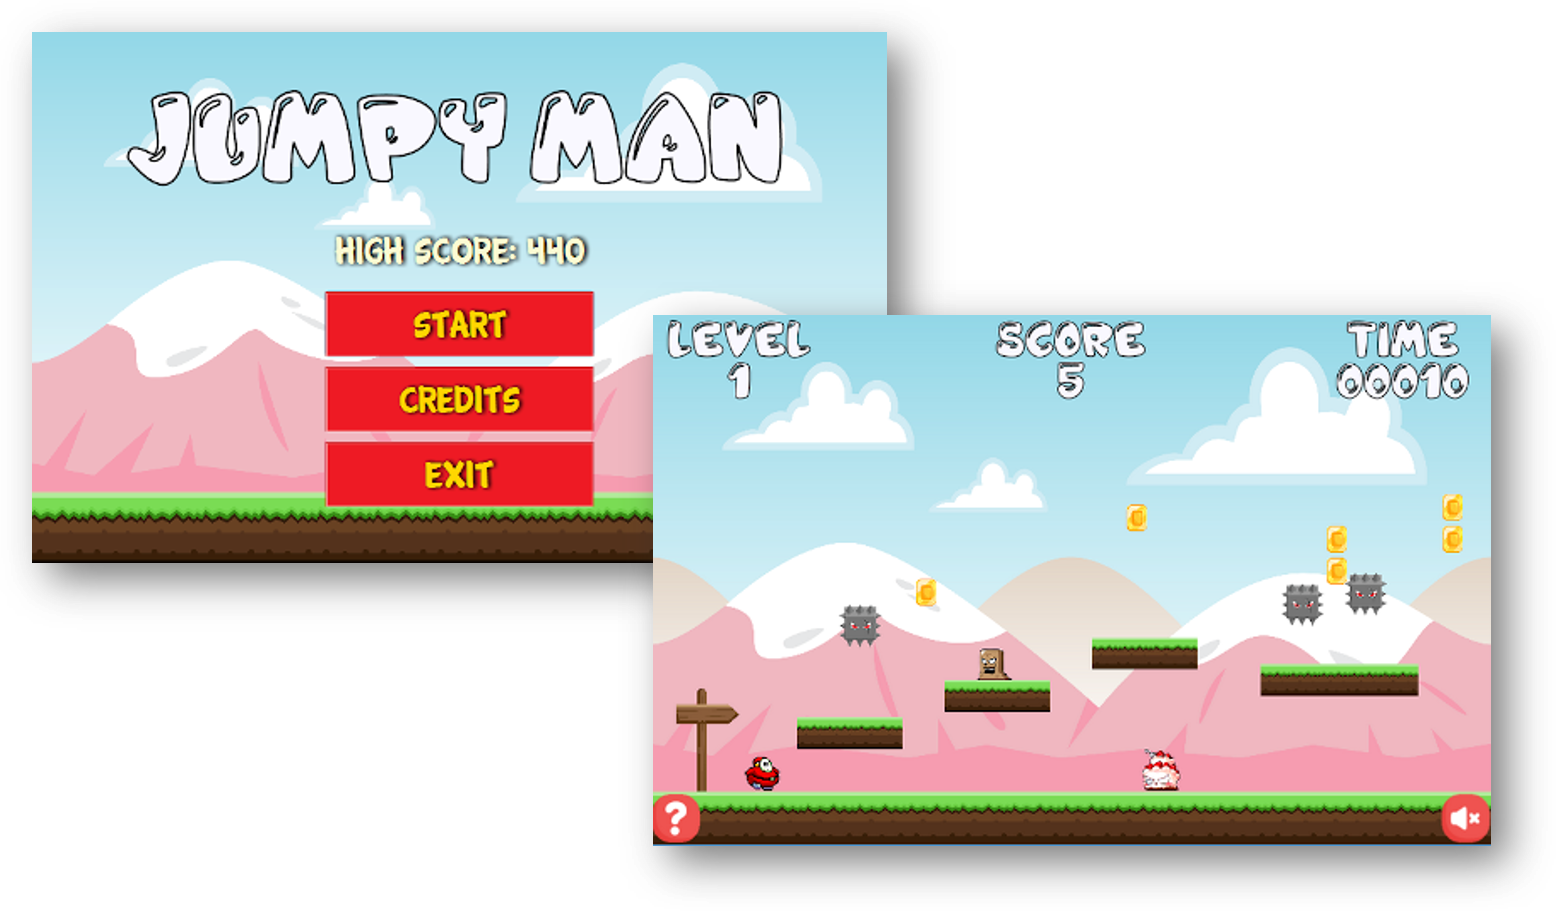 JUMPY MAN
HIGH SCORE: 440
START
CREDITS
EXIT
LEVEL
1
SCORE
5
TIME
00010
?